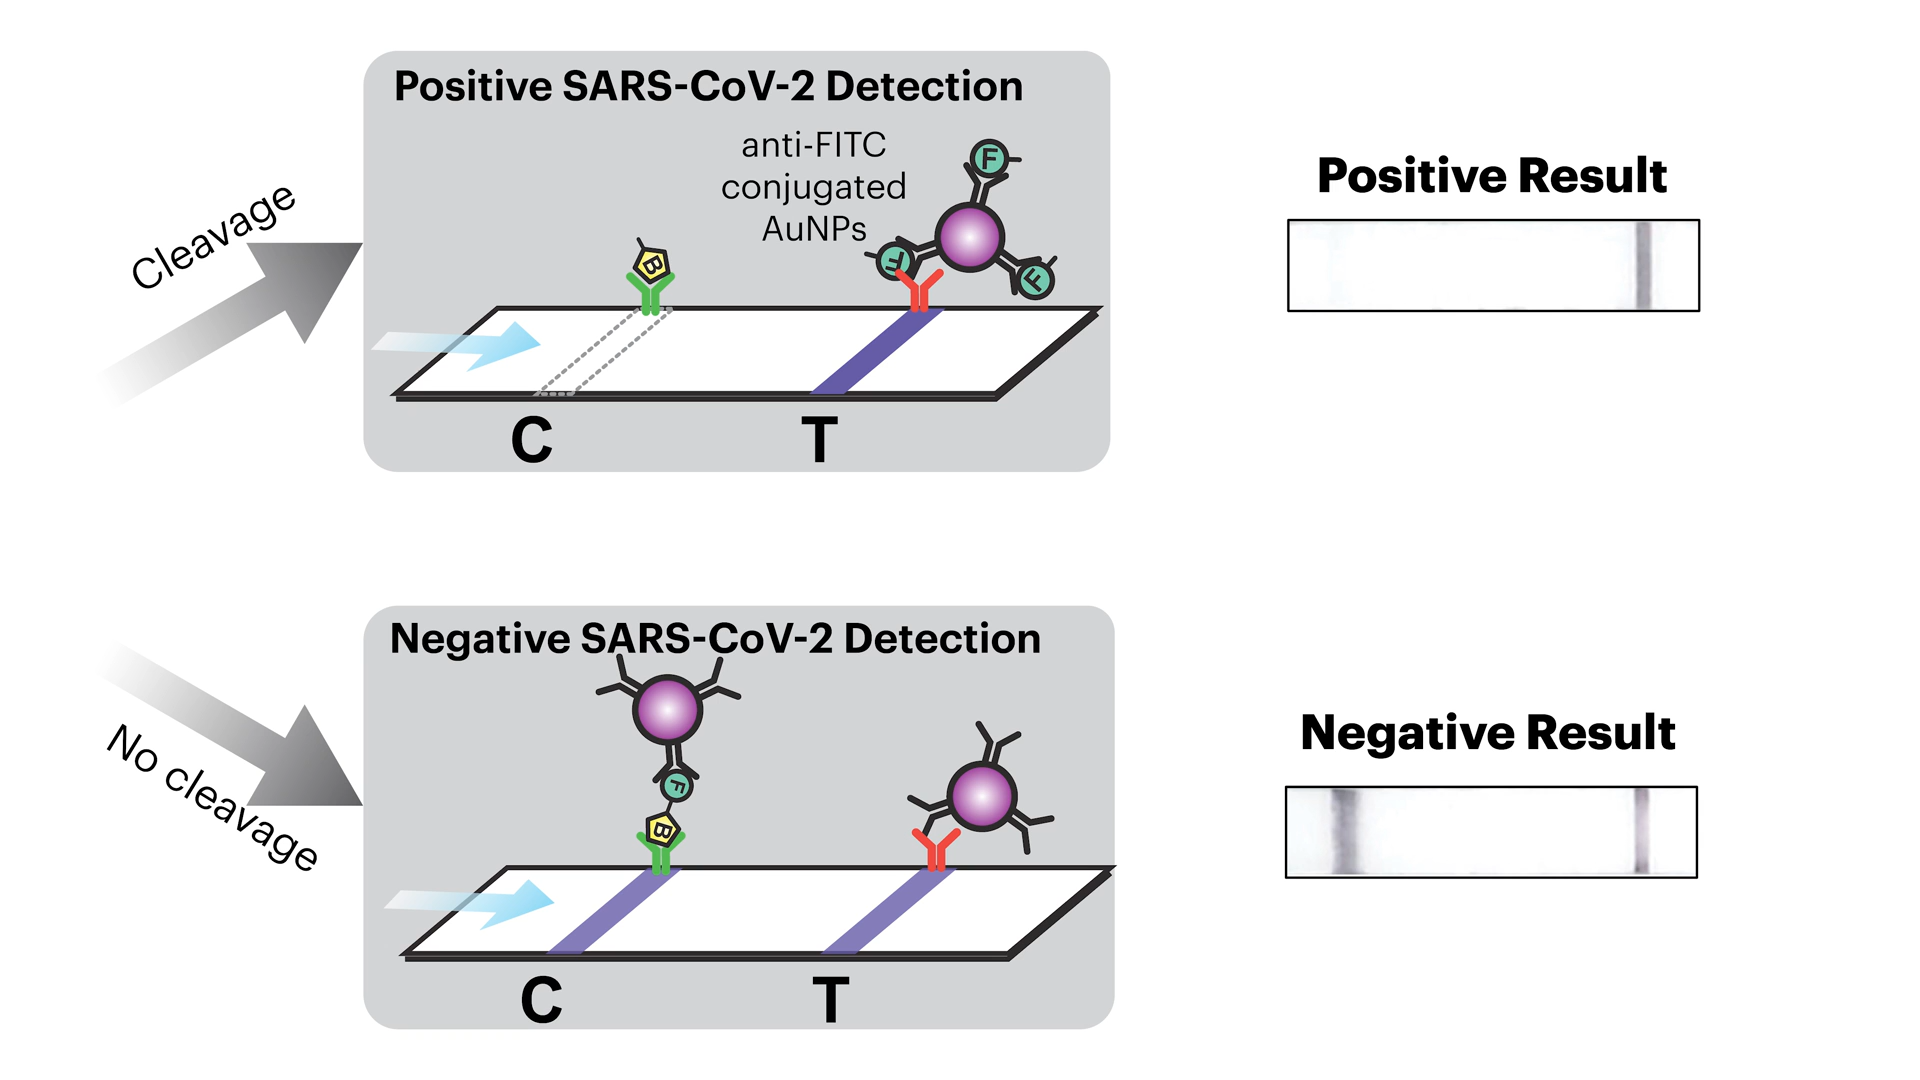 Positive SARS-CoV-2 Detection
anti-FITC
conjugated
AuNPs
F
F
F
B
Cleavage
C
T
Positive Result
Negative SARS-CoV-2 Detection
F
B
No cleavage
C
T
Negative Result